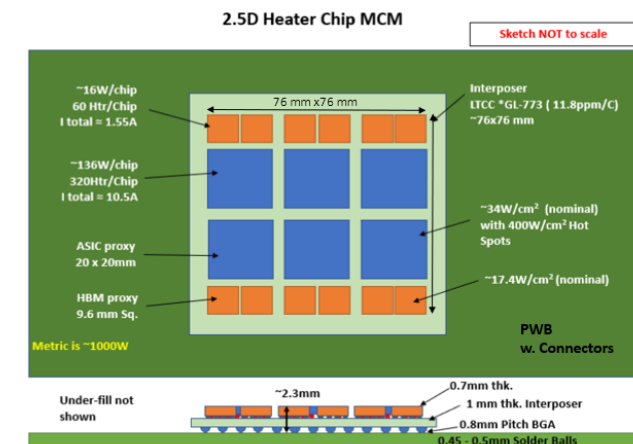 2.5D Heater Chip MCM
Sketch NOT to scale
~16W/chip
60 Htr/Chip
I total = 1.55A
76 mm x76 mm
Interposer
LTCC *GL-773 ( 11.8ppm/C)
~76x76 mm
~136W/chip
320Htr/Chip
I total = 10.5A
~34W/cm² (nominal)
with 400W/cm² Hot
Spots
ASIC proxy
20 x 20mm
HBM proxy
9.6 mm Sq.
~17.4W/cm² (nominal)
Metric is ~1000W
PWB
w. Connectors
Under-fill not
shown
~2.3mm
0.7mm thk.
1 mm thk. Interposer
0.8mm Pitch BGA
0.45 - 0.5mm Solder Balls